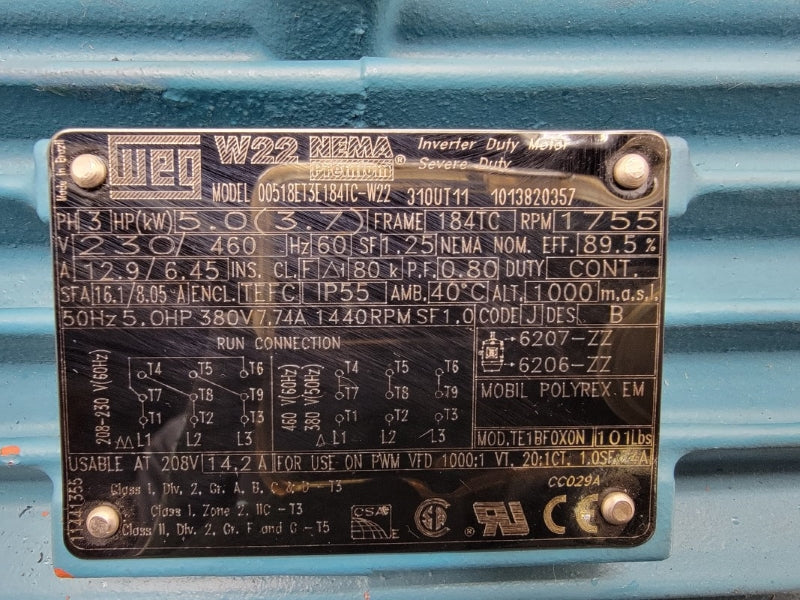 Made in Brazil
WEG W22 NEMA Premium® Inverter Duty Motor
Severe Duty
MODEL 00518ET3E184TC-W22 310UT11 1013820357
PH 3 HP(kW) 5.0(3.7) FRAME 184TC RPM 1755
V 230/460 Hz 60 SF 1.25 NEMA NOM. EFF. 89.5 %
A 12.9/6.45 INS. CL. F △t 80 k P.F. 0.80 DUTY CONT.
SFA 16.1/8.05 A ENCL. TEFC IP55 AMB. 40°C ALT. 1000 m.a.s.l.
50Hz 5.0HP 380V 7.74A 1440RPM SF1.0 CODE J DES B
RUN CONNECTION
208-230 V(60Hz)
T4 T5 T6
T7 T8 T9
T1 T2 T3
L1 L2 L3
460 V(60Hz)
380 V(50Hz)
T4 T5 T6
T7 T8 T9
T1 T2 T3
L1 L2 L3
6207-ZZ
6206-ZZ
MOBIL POLYREX EM
MOD.TE1BF0X0N 101Lbs
USABLE AT 208V 14.2 A FOR USE ON PWM VFD 1000:1 VT, 20:1CT, 1.0SF
Class I, Div. 2, Gr. A, B, C & D - T3
Class I, Zone 2, IIC - T3
Class II, Div. 2, Gr. F and G - T5
CSA E
CC029A
CE
11441355